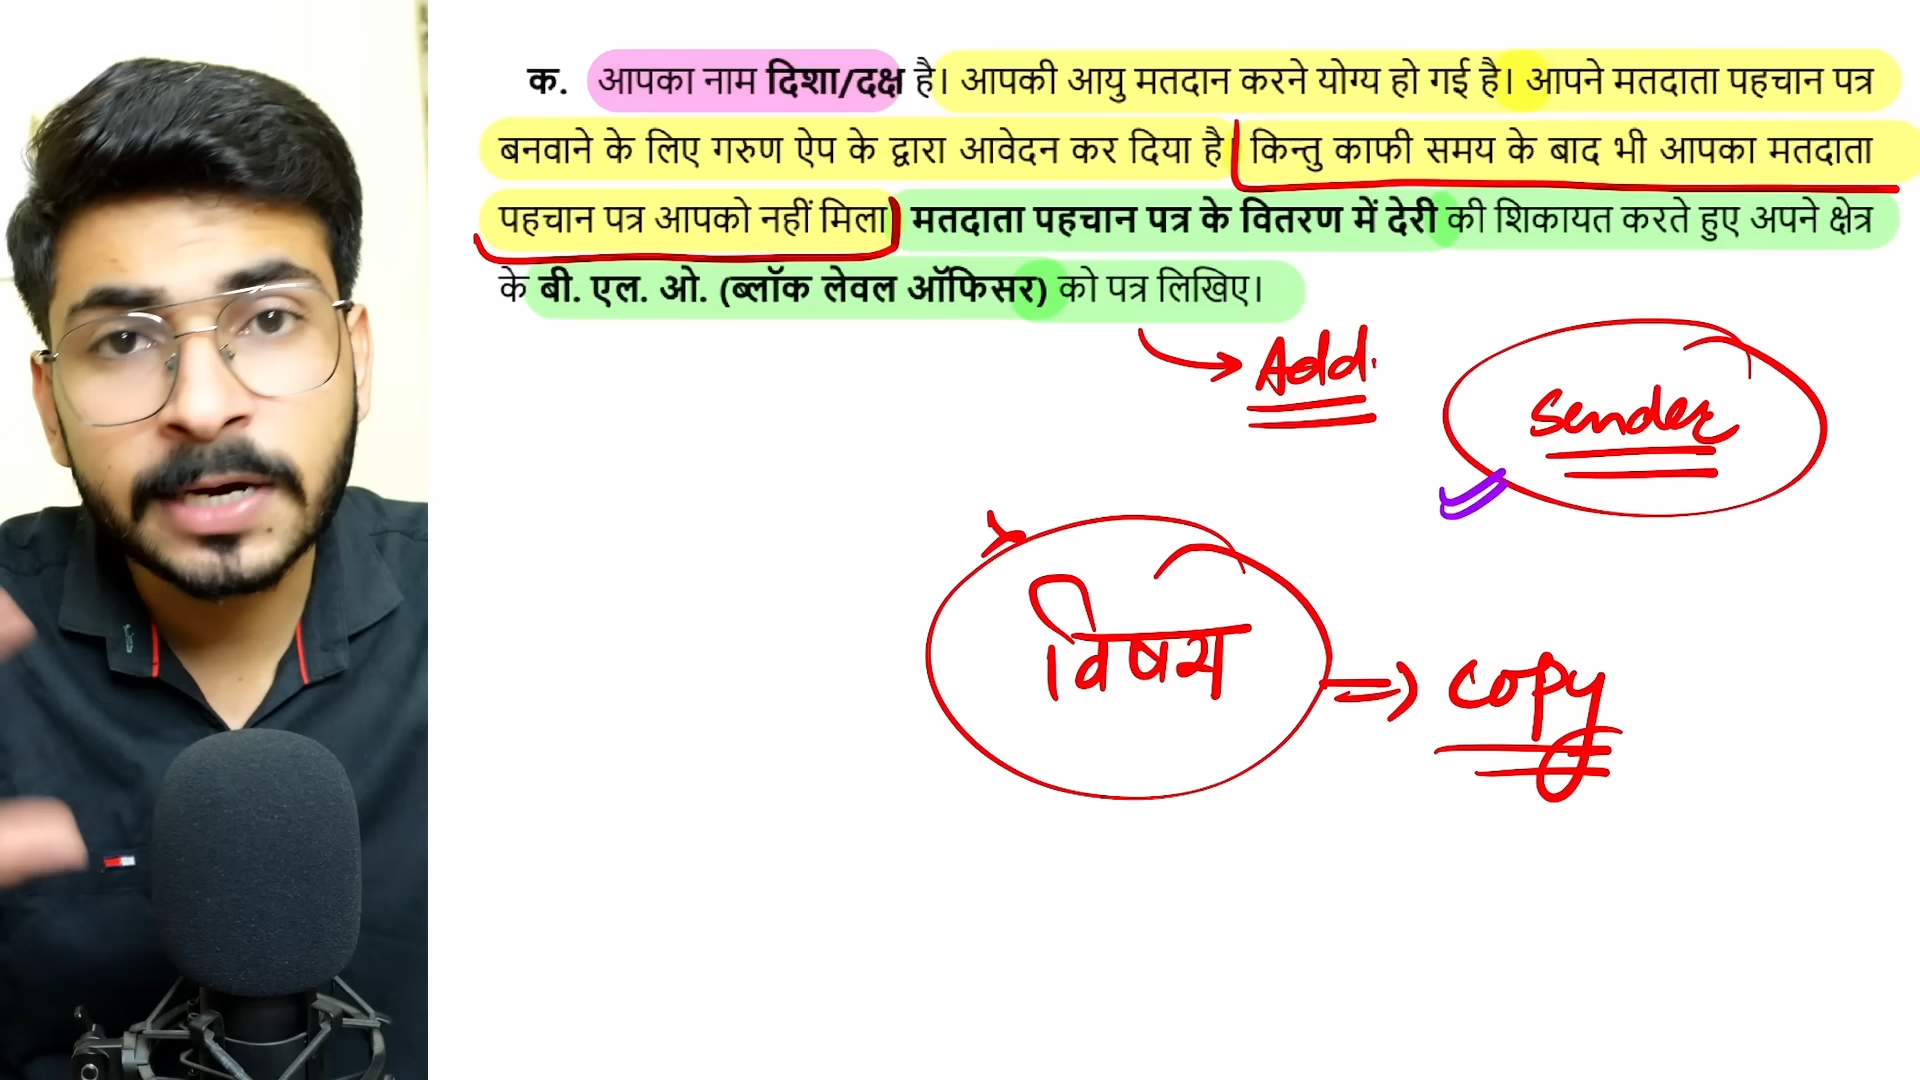 क. आपका नाम दिशा/दक्ष है। आपकी आयु मतदान करने योग्य हो गई है। आपने मतदाता पहचान पत्र
बनवाने के लिए गरुण ऐप के द्वारा आवेदन कर दिया है किन्तु काफी समय के बाद भी आपका मतदाता
पहचान पत्र आपको नहीं मिला मतदाता पहचान पत्र के वितरण में देरी की शिकायत करते हुए अपने क्षेत्र
के बी. एल. ओ. (ब्लॉक लेवल ऑफिसर) को पत्र लिखिए।
Add.
Sender
विषय => copy